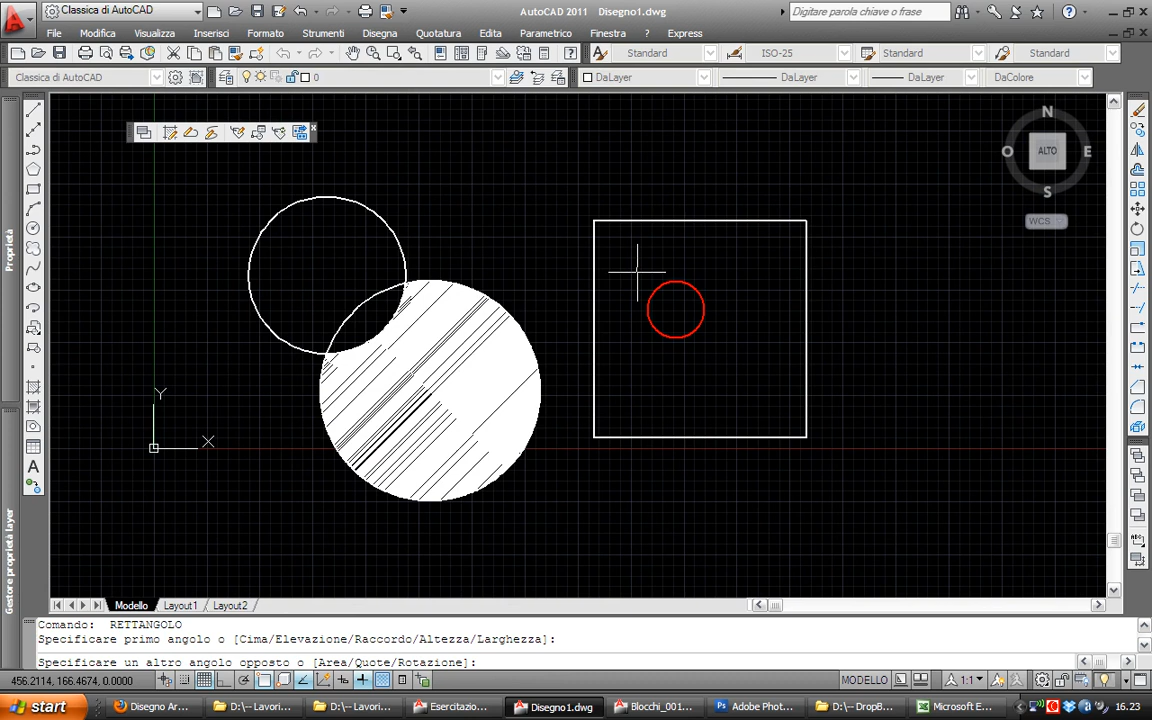 Classica di AutoCAD
AutoCAD 2011 Disegno1.dwg
Digitare parola chiave o frase
File Modifica Visualizza Inserisci Formato Strumenti Disegna Quotatura Edita Parametrico Finestra ? Express
Standard ISO-25 Standard Standard
Classica di AutoCAD 0 DaLayer DaLayer DaLayer DaColore
N
O ALTO E
S
WCS
Proprietà
Gestore proprietà layer
A
Y
X
Modello Layout1 Layout2
Comando: RETTANGOLO
Specificare primo angolo o [Cima/Elevazione/Raccordo/Altezza/Larghezza]:
Specificare un altro angolo opposto o [Area/Quote/Rotazione]:
456.2114, 166.4674, 0.0000 MODELLO 1:1
start Disegno Ar... D:\-- Lavori... D:\-- Lavori... Esercitazio... Disegno1.dwg Blocchi_001... Adobe Phot... D:\-- DropB... Microsoft E... 16.23